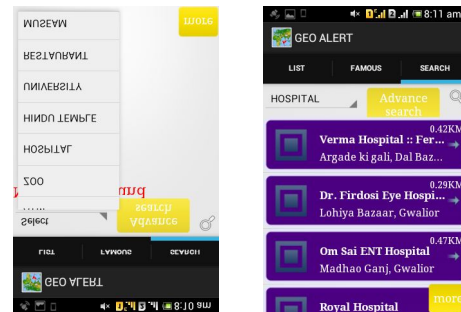 8:10 am
GEO ALERT
LIST FAMOUS SEARCH
Select
Advance
search
und
ZOO
HOSPITAL
HINDU TEMPLE
UNIVERSITY
RESTAURANT
MUSEAM
more
8:11 am
GEO ALERT
LIST FAMOUS SEARCH
HOSPITAL
Advance
search
0.42KM
Verma Hospital :: Fer...
Argade ki gali, Dal Baz...
0.29KM
Dr. Firdosi Eye Hospi...
Lohiya Bazaar, Gwalior
0.47KM
Om Sai ENT Hospital
Madhao Ganj, Gwalior
Royal Hospital
more